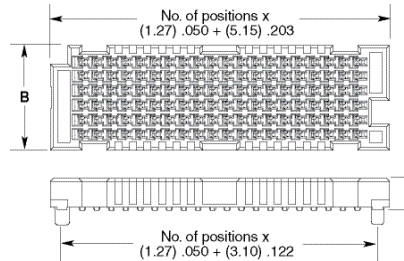 No. of positions x
(1.27) .050 + (5.15) .203
B
No. of positions x
(1.27) .050 + (3.10) .122